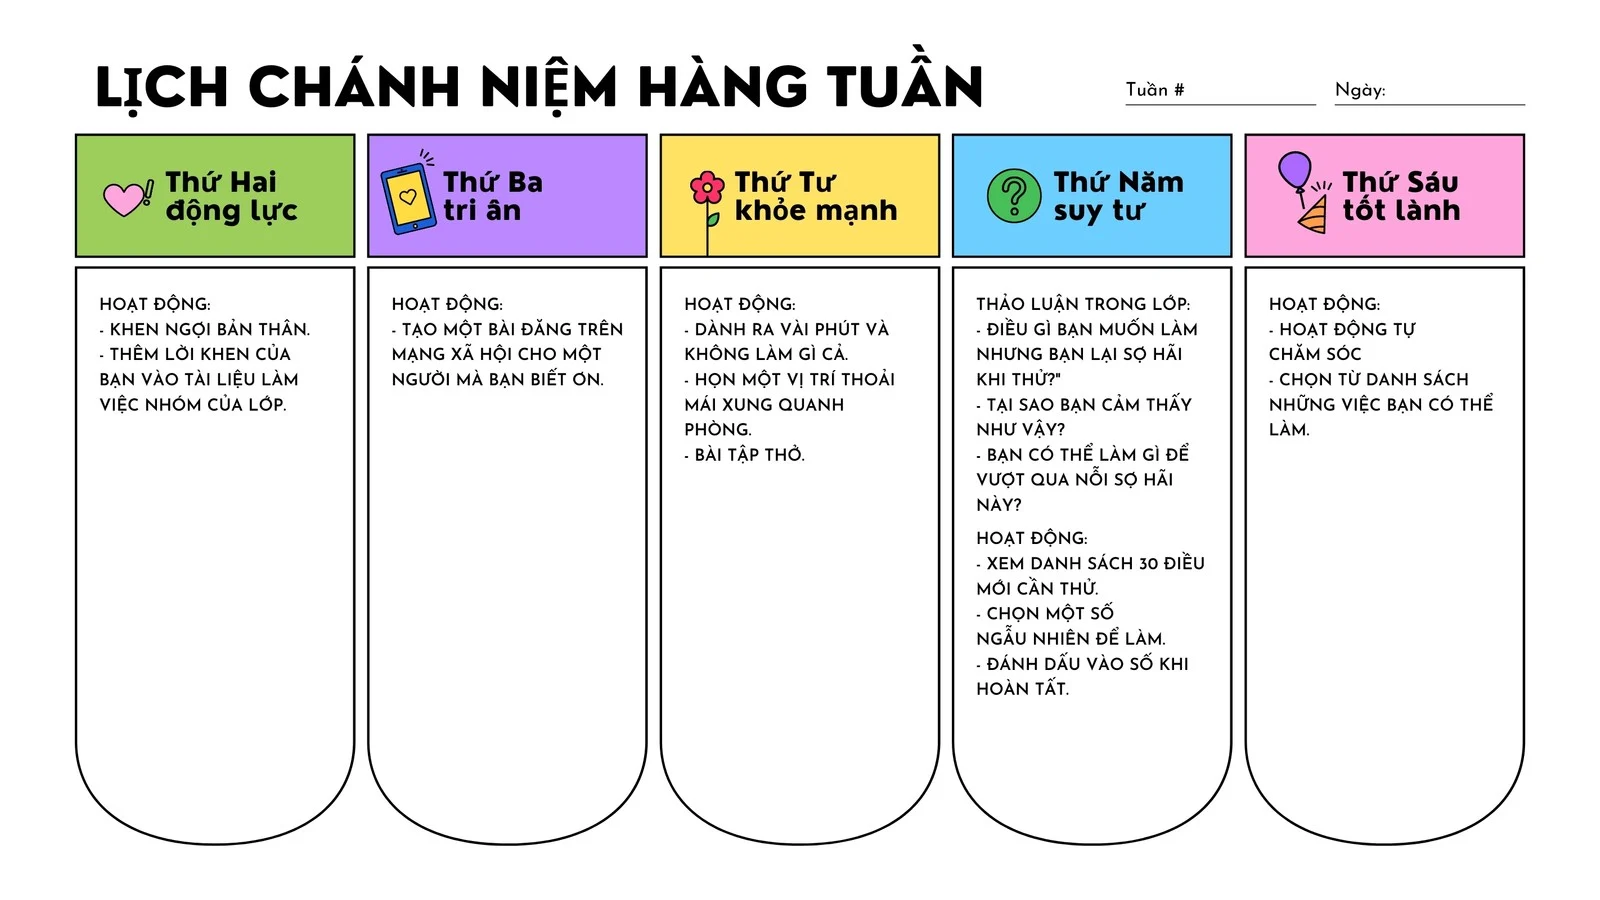 LỊCH CHÁNH NIỆM HÀNG TUẦN
Tuần #
Ngày:
Thứ Hai
động lực
HOẠT ĐỘNG:
- KHEN NGỢI BẢN THÂN.
- THÊM LỜI KHEN CỦA
BẠN VÀO TÀI LIỆU LÀM
VIỆC NHÓM CỦA LỚP.
Thứ Ba
tri ân
HOẠT ĐỘNG:
- TẠO MỘT BÀI ĐĂNG TRÊN
MẠNG XÃ HỘI CHO MỘT
NGƯỜI MÀ BẠN BIẾT ƠN.
Thứ Tư
khỏe mạnh
HOẠT ĐỘNG:
- DÀNH RA VÀI PHÚT VÀ
KHÔNG LÀM GÌ CẢ.
- HỌN MỘT VỊ TRÍ THOẢI
MÁI XUNG QUANH
PHÒNG.
- BÀI TẬP THỞ.
Thứ Năm
suy tư
THẢO LUẬN TRONG LỚP:
- ĐIỀU GÌ BẠN MUỐN LÀM
NHƯNG BẠN LẠI SỢ HÃI
KHI THỬ?"
- TẠI SAO BẠN CẢM THẤY
NHƯ VẬY?
- BẠN CÓ THỂ LÀM GÌ ĐỂ
VƯỢT QUA NỖI SỢ HÃI
NÀY?
HOẠT ĐỘNG:
- XEM DANH SÁCH 30 ĐIỀU
MỚI CẦN THỬ.
- CHỌN MỘT SỐ
NGẪU NHIÊN ĐỂ LÀM.
- ĐÁNH DẤU VÀO SỐ KHI
HOÀN TẤT.
Thứ Sáu
tốt lành
HOẠT ĐỘNG:
- HOẠT ĐỘNG TỰ
CHĂM SÓC
- CHỌN TỪ DANH SÁCH
NHỮNG VIỆC BẠN CÓ THỂ
LÀM.